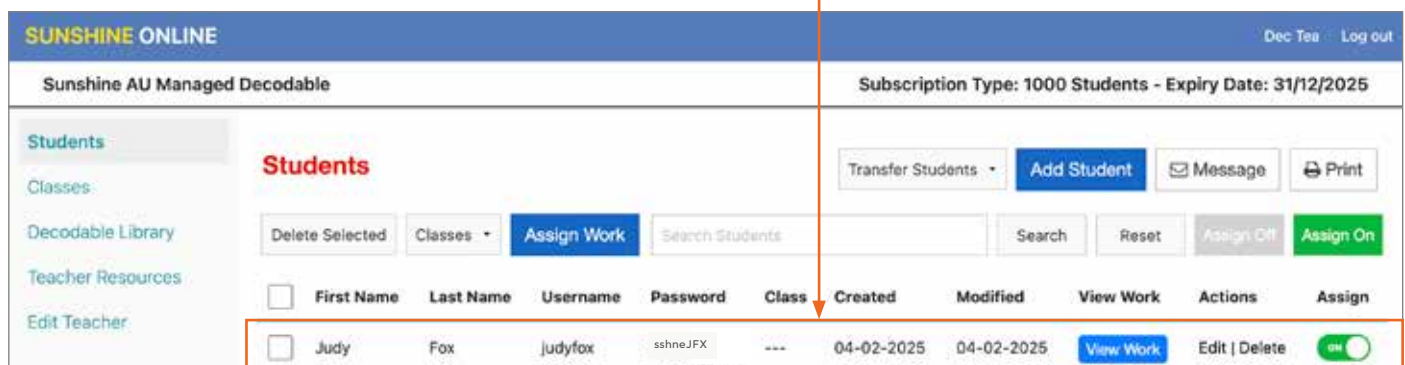 SUNSHINE ONLINE Dec Tea Log out
Sunshine AU Managed Decodable Subscription Type: 1000 Students - Expiry Date: 31/12/2025
Students
Students Transfer Students Add Student Message Print
Classes
Decodable Library Delete Selected Classes Assign Work Search Students Search Reset Assign Off Assign On
Teacher Resources
First Name Last Name Username Password Class Created Modified View Work Actions Assign
Edit Teacher
Judy Fox judyfox sshneJFX --- 04-02-2025 04-02-2025 View Work Edit | Delete ON